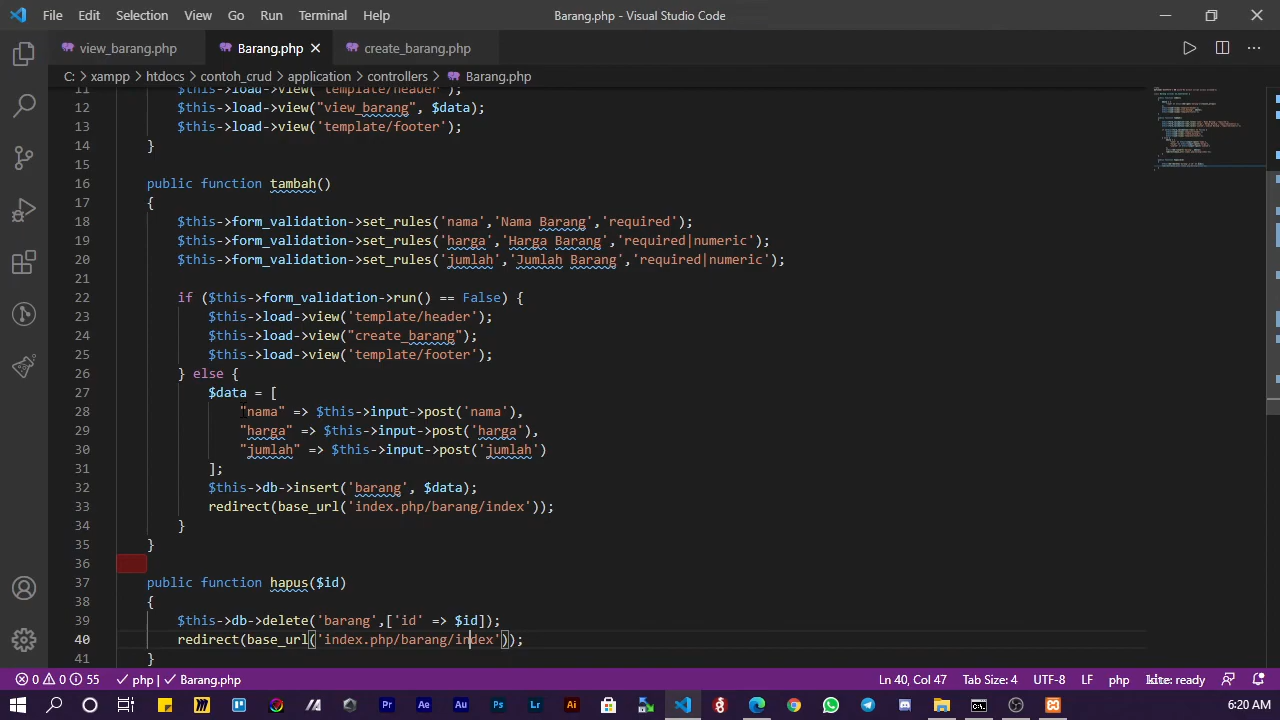 File Edit Selection View Go Run Terminal Help Barang.php - Visual Studio Code
view_barang.php Barang.php create_barang.php
C: > xampp > htdocs > contoh_crud > application > controllers > Barang.php
11 $this->load->view('template/header');
12 $this->load->view("view_barang", $data
13 $this->load->view('template/footer');
14 }
15
16 public function tambah()
17 {
18 $this->form_validation->set_rules('nama','Nama Barang','required');
19 $this->form_validation->set_rules('harga','Harga Barang','required|numeric');
20 $this->form_validation->set_rules('jumlah','Jumlah Barang','required|numeric');
21
22 if ($this->form_validation->run() == False) {
23 $this->load->view('template/header');
24 $this->load->view("create_barang");
25 $this->load->view('template/footer');
26 } else {
27 $data = [
28 "nama" => $this->input->post('nama'),
29 "harga" => $this->input->post('harga'),
30 "jumlah" => $this->input->post('jumlah')
31 ];
32 $this->db->insert('barang', $data);
33 redirect(base_url('index.php/barang/index'));
34 }
35 }
36
37 public function hapus($id)
38 {
39 $this->db->delete('barang',['id' => $id]);
40 redirect(base_url('index.php/barang/index'));
41 }
0 0 55 php | Barang.php Ln 40, Col 47 Tab Size: 4 UTF-8 LF php kite: ready
6:20 AM